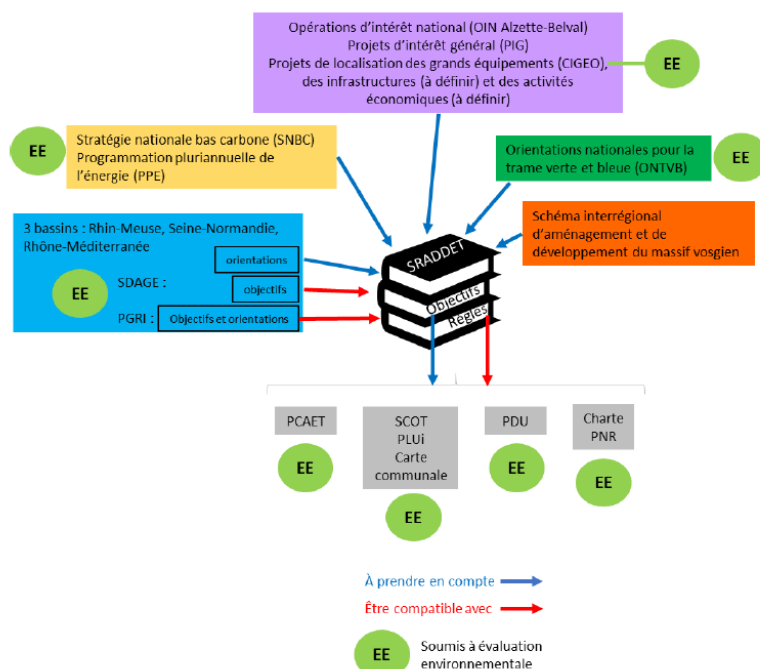 Opérations d'intérêt national (OIN Alzette-Belval)
Projets d'intérêt général (PIG)
Projets de localisation des grands équipements (CIGEO),
des infrastructures (à définir) et des activités
économiques (à définir)
EE
EE
Stratégie nationale bas carbone (SNBC)
Programmation pluriannuelle de
l'énergie (PPE)
Orientations nationales pour la
trame verte et bleue (ONTVB)
EE
3 bassins : Rhin-Meuse, Seine-Normandie,
Rhône-Méditerranée
orientations
EE
SDAGE :
objectifs
PGRI :
Objectifs et orientations
Schéma interrégional
d'aménagement et de
développement du massif vosgien
SRADDET
Objectifs
Règles
PCAET
EE
SCOT
PLUi
Carte
communale
EE
PDU
EE
Charte
PNR
EE
À prendre en compte
Être compatible avec
EE
Soumis à évaluation
environnementale